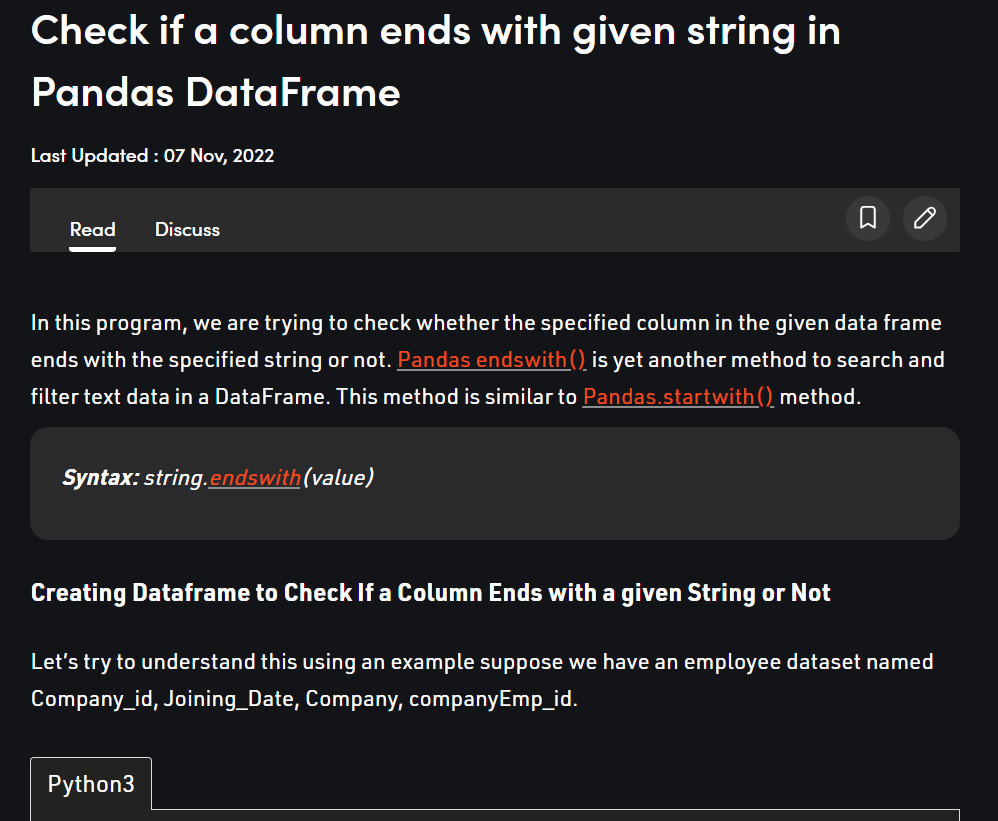 Check if a column ends with given string in
Pandas DataFrame
Last Updated : 07 Nov, 2022
Read Discuss
In this program, we are trying to check whether the specified column in the given data frame
ends with the specified string or not. Pandas endswith() is yet another method to search and
filter text data in a DataFrame. This method is similar to Pandas.startwith() method.
Syntax: string.endswith(value)
Creating Dataframe to Check If a Column Ends with a given String or Not
Let’s try to understand this using an example suppose we have an employee dataset named
Company_id, Joining_Date, Company, companyEmp_id.
Python3